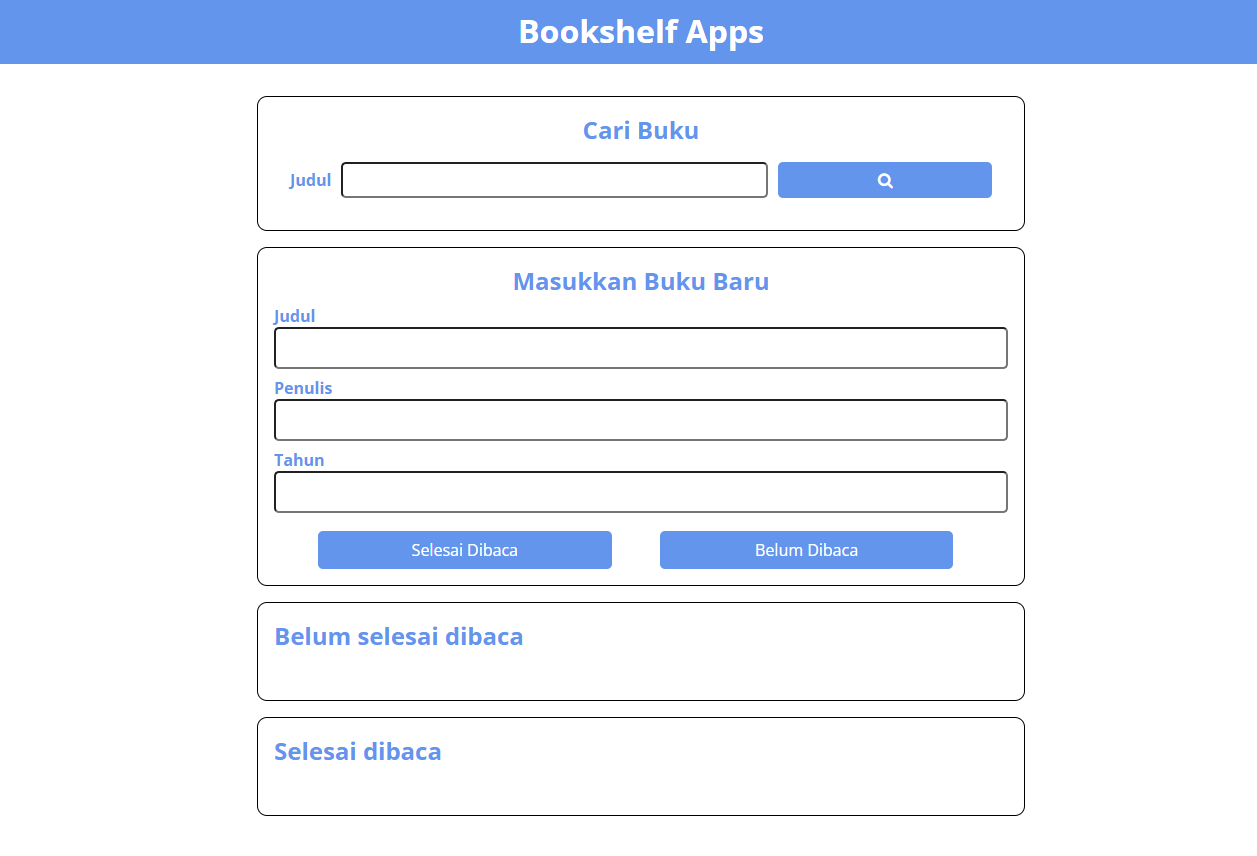 Bookshelf Apps
Cari Buku
Judul
Masukkan Buku Baru
Judul
Penulis
Tahun
Selesai Dibaca Belum Dibaca
Belum selesai dibaca
Selesai dibaca